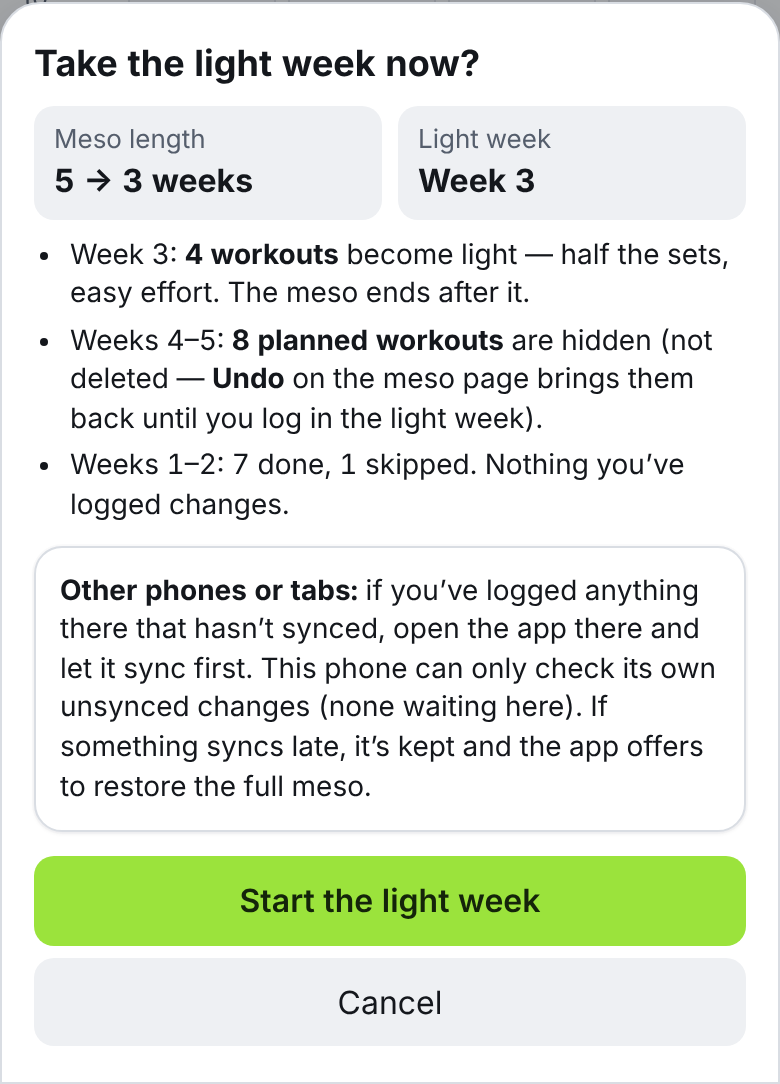 Take the light week now?
Meso length
5 → 3 weeks
Light week
Week 3
• Week 3: 4 workouts become light — half the sets,
easy effort. The meso ends after it.
• Weeks 4–5: 8 planned workouts are hidden (not
deleted — Undo on the meso page brings them
back until you log in the light week).
• Weeks 1–2: 7 done, 1 skipped. Nothing you’ve
logged changes.
Other phones or tabs: if you’ve logged anything
there that hasn’t synced, open the app there and
let it sync first. This phone can only check its own
unsynced changes (none waiting here). If
something syncs late, it’s kept and the app offers
to restore the full meso.
Start the light week
Cancel